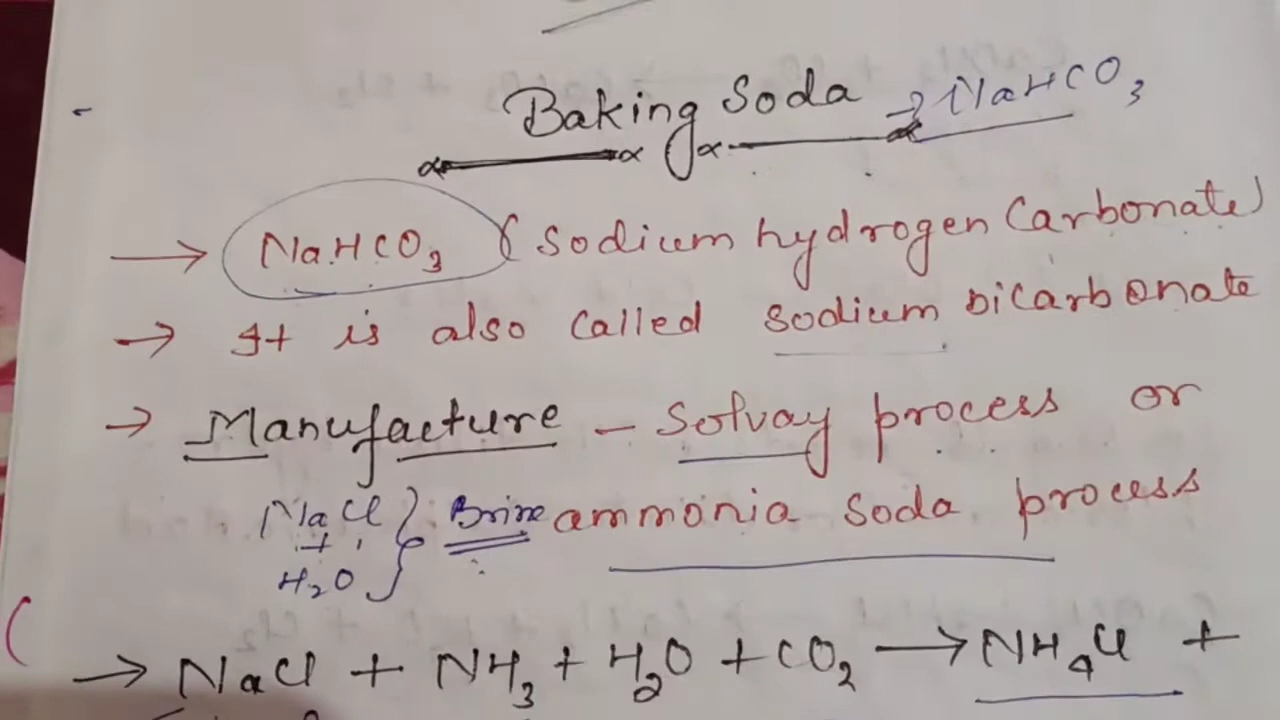 Baking Soda → NaHCO₃
→ NaHCO₃ (Sodium hydrogen Carbonate)
→ It is also called sodium bicarbonate
→ Manufacture – Solvay process or
NaCl + H₂O } Brine ammonia soda process
→ NaCl + NH₃ + H₂O + CO₂ → NH₄Cl +